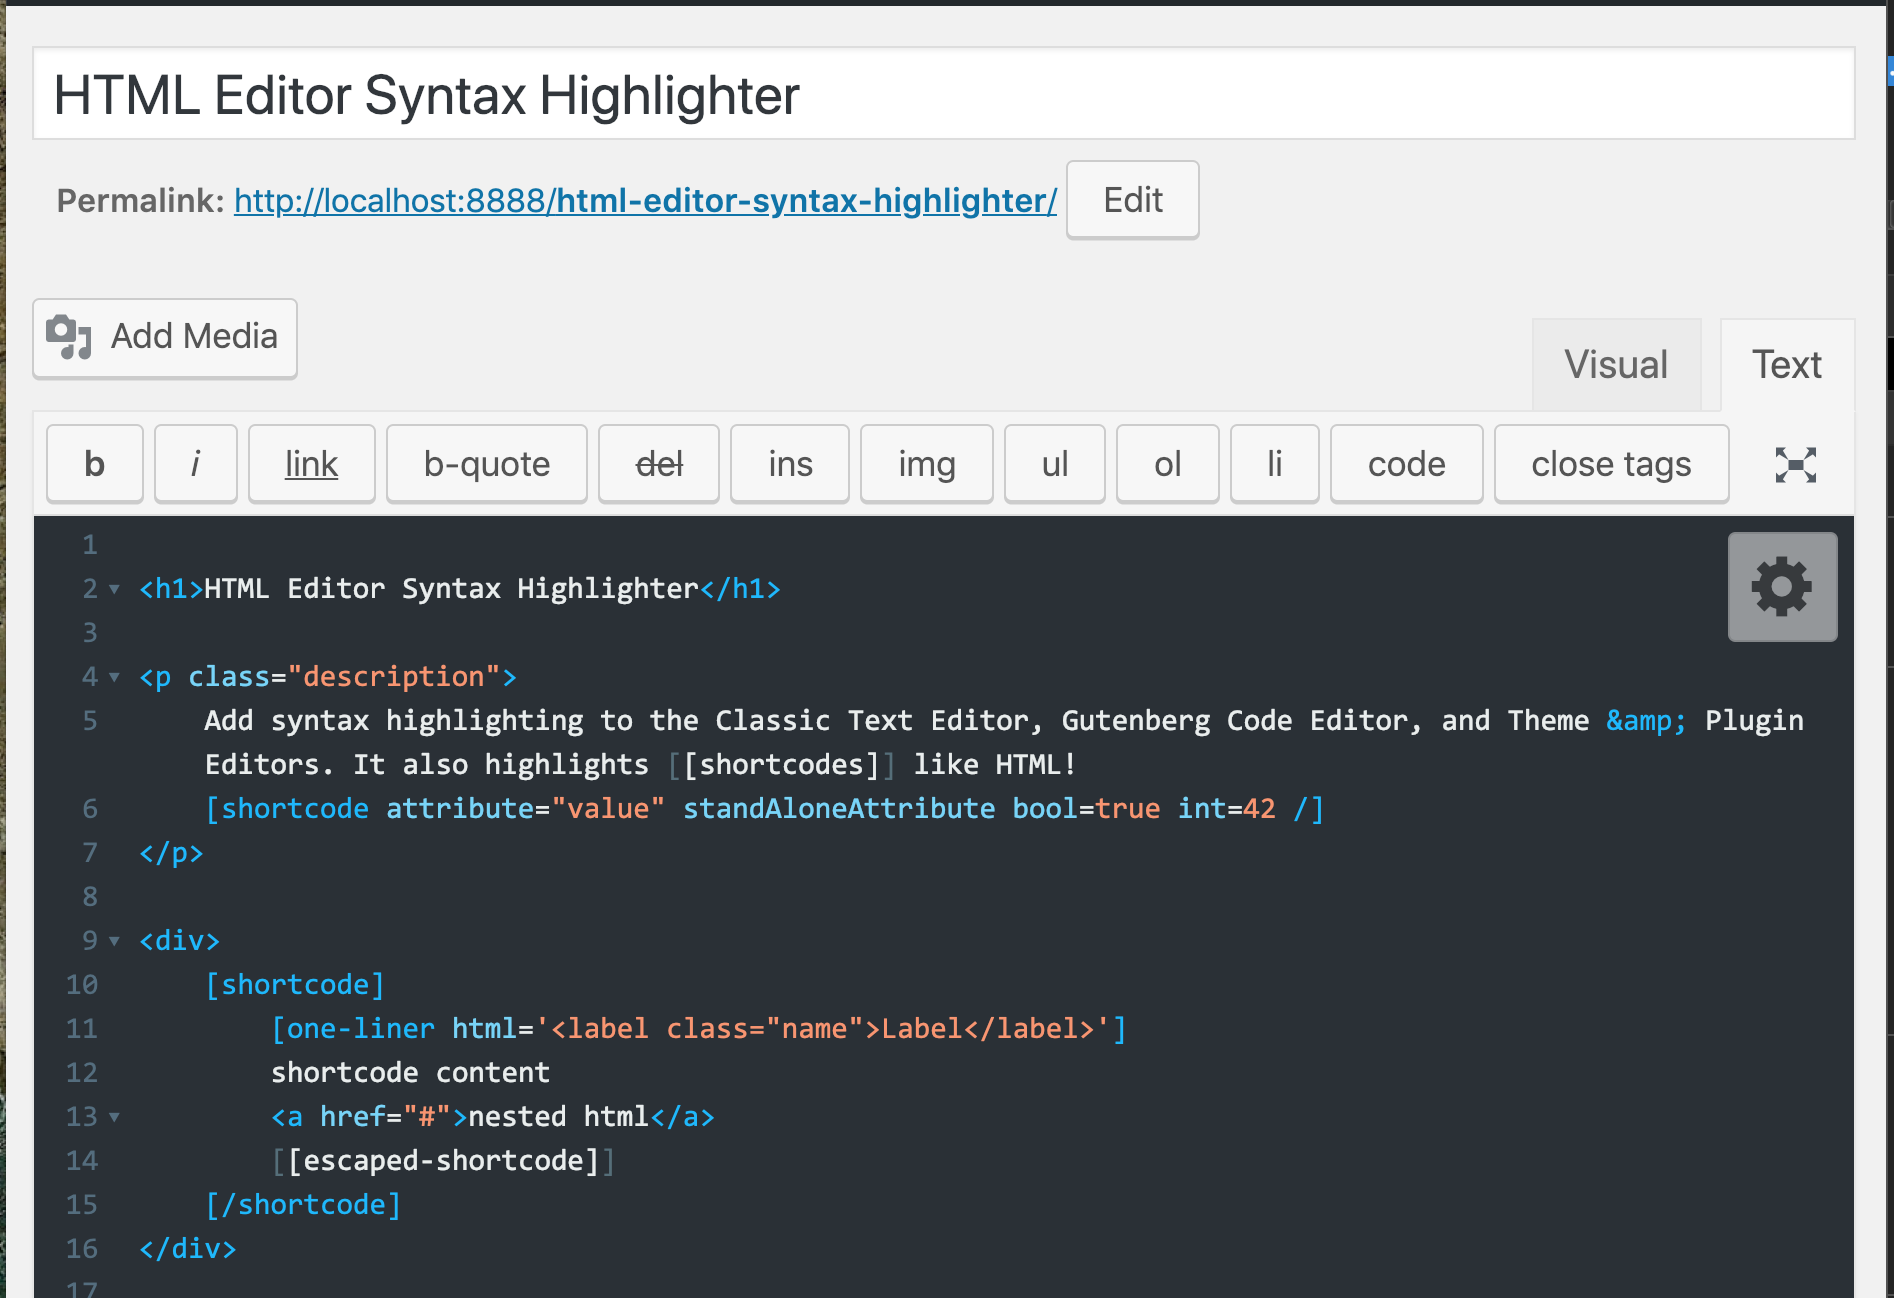 HTML Editor Syntax Highlighter
Permalink: http://localhost:8888/html-editor-syntax-highlighter/ Edit
Add Media
Visual Text
b i link b-quote del ins img ul ol li code close tags
1
2 <h1>HTML Editor Syntax Highlighter</h1>
3
4 <p class="description">
5 Add syntax highlighting to the Classic Text Editor, Gutenberg Code Editor, and Theme &amp; Plugin
Editors. It also highlights [[shortcodes]] like HTML!
6 [shortcode attribute="value" standAloneAttribute bool=true int=42 /]
7 </p>
8
9 <div>
10 [shortcode]
11 [one-liner html='<label class="name">Label</label>']
12 shortcode content
13 <a href="#">nested html</a>
14 [[escaped-shortcode]]
15 [/shortcode]
16 </div>
17